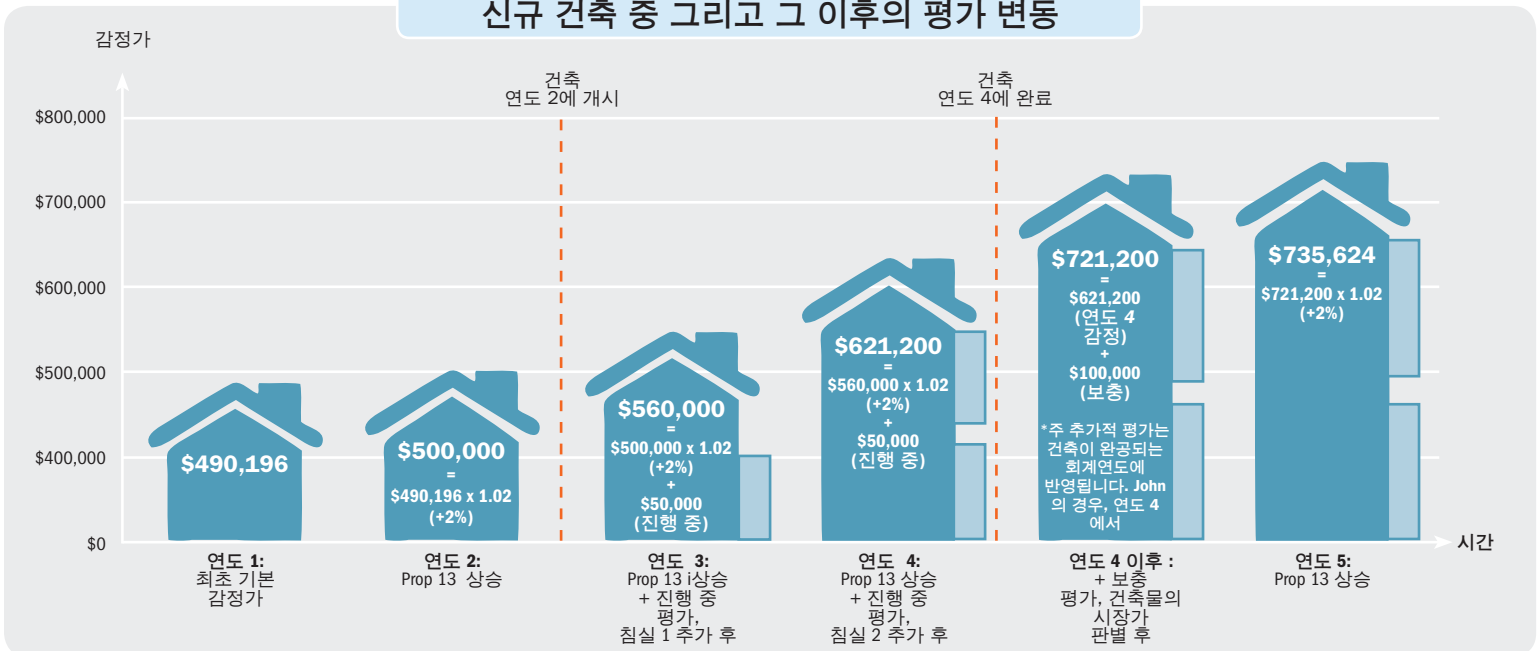 신규 건축 중 그리고 그 이후의 평가 변동
감정가
건축
연도 2에 개시
건축
연도 4에 완료
$800,000
$700,000
$600,000
$500,000
$400,000
$0
$490,196
$500,000
=
$490,196 x 1.02
(+2%)
$560,000
=
$500,000 x 1.02
(+2%)
+
$50,000
(진행 중)
$621,200
=
$560,000 x 1.02
(+2%)
+
$50,000
(진행 중)
$721,200
=
$621,200
(연도 4
감정)
+
$100,000
(보충)
*주 추가적 평가는
건축이 완공되는
회계연도에
반영됩니다. John
의 경우, 연도 4
에서
$735,624
=
$721,200 x 1.02
(+2%)
시간
연도 1:
최초 기본
감정가
연도 2:
Prop 13 상승
연도 3:
Prop 13 i상승
+ 진행 중
평가,
침실 1 추가 후
연도 4:
Prop 13 상승
+ 진행 중
평가,
침실 2 추가 후
연도 4 이후 :
+ 보충
평가, 건축물의
시장가
판별 후
연도 5:
Prop 13 상승